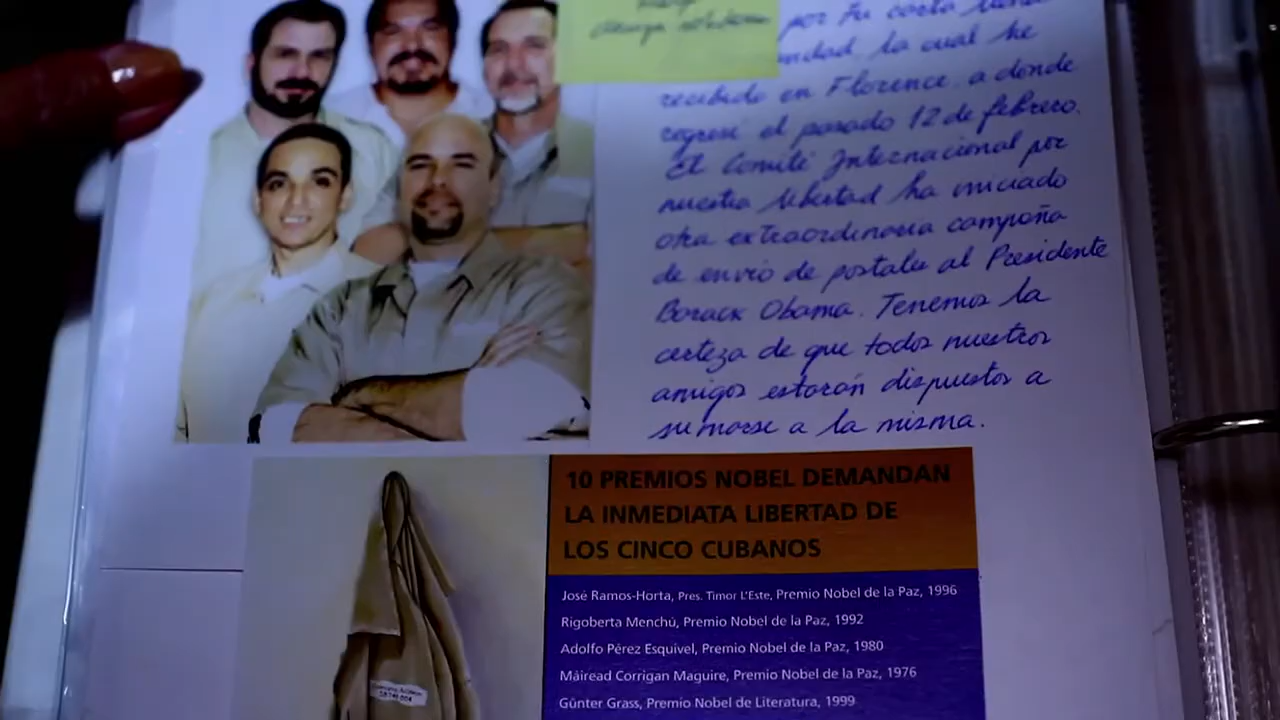 por tu carta
la cual he
recibido en Florence, a donde
regresé el pasado 12 de febrero.
El Comité Internacional por
nuestra libertad ha iniciado
otra extraordinaria campaña
de envío de postales al Presidente
Barack Obama. Tenemos la
certeza de que todos nuestros
amigos estarán dispuestos a
sumarse a la misma.
10 PREMIOS NOBEL DEMANDAN
LA INMEDIATA LIBERTAD DE
LOS CINCO CUBANOS
José Ramos-Horta, Pres. Timor L'Este, Premio Nobel de la Paz, 1996
Rigoberta Menchú, Premio Nobel de la Paz, 1992
Adolfo Pérez Esquivel, Premio Nobel de la Paz, 1980
Máiread Corrigan Maguire, Premio Nobel de la Paz, 1976
Günter Grass, Premio Nobel de Literatura, 1999